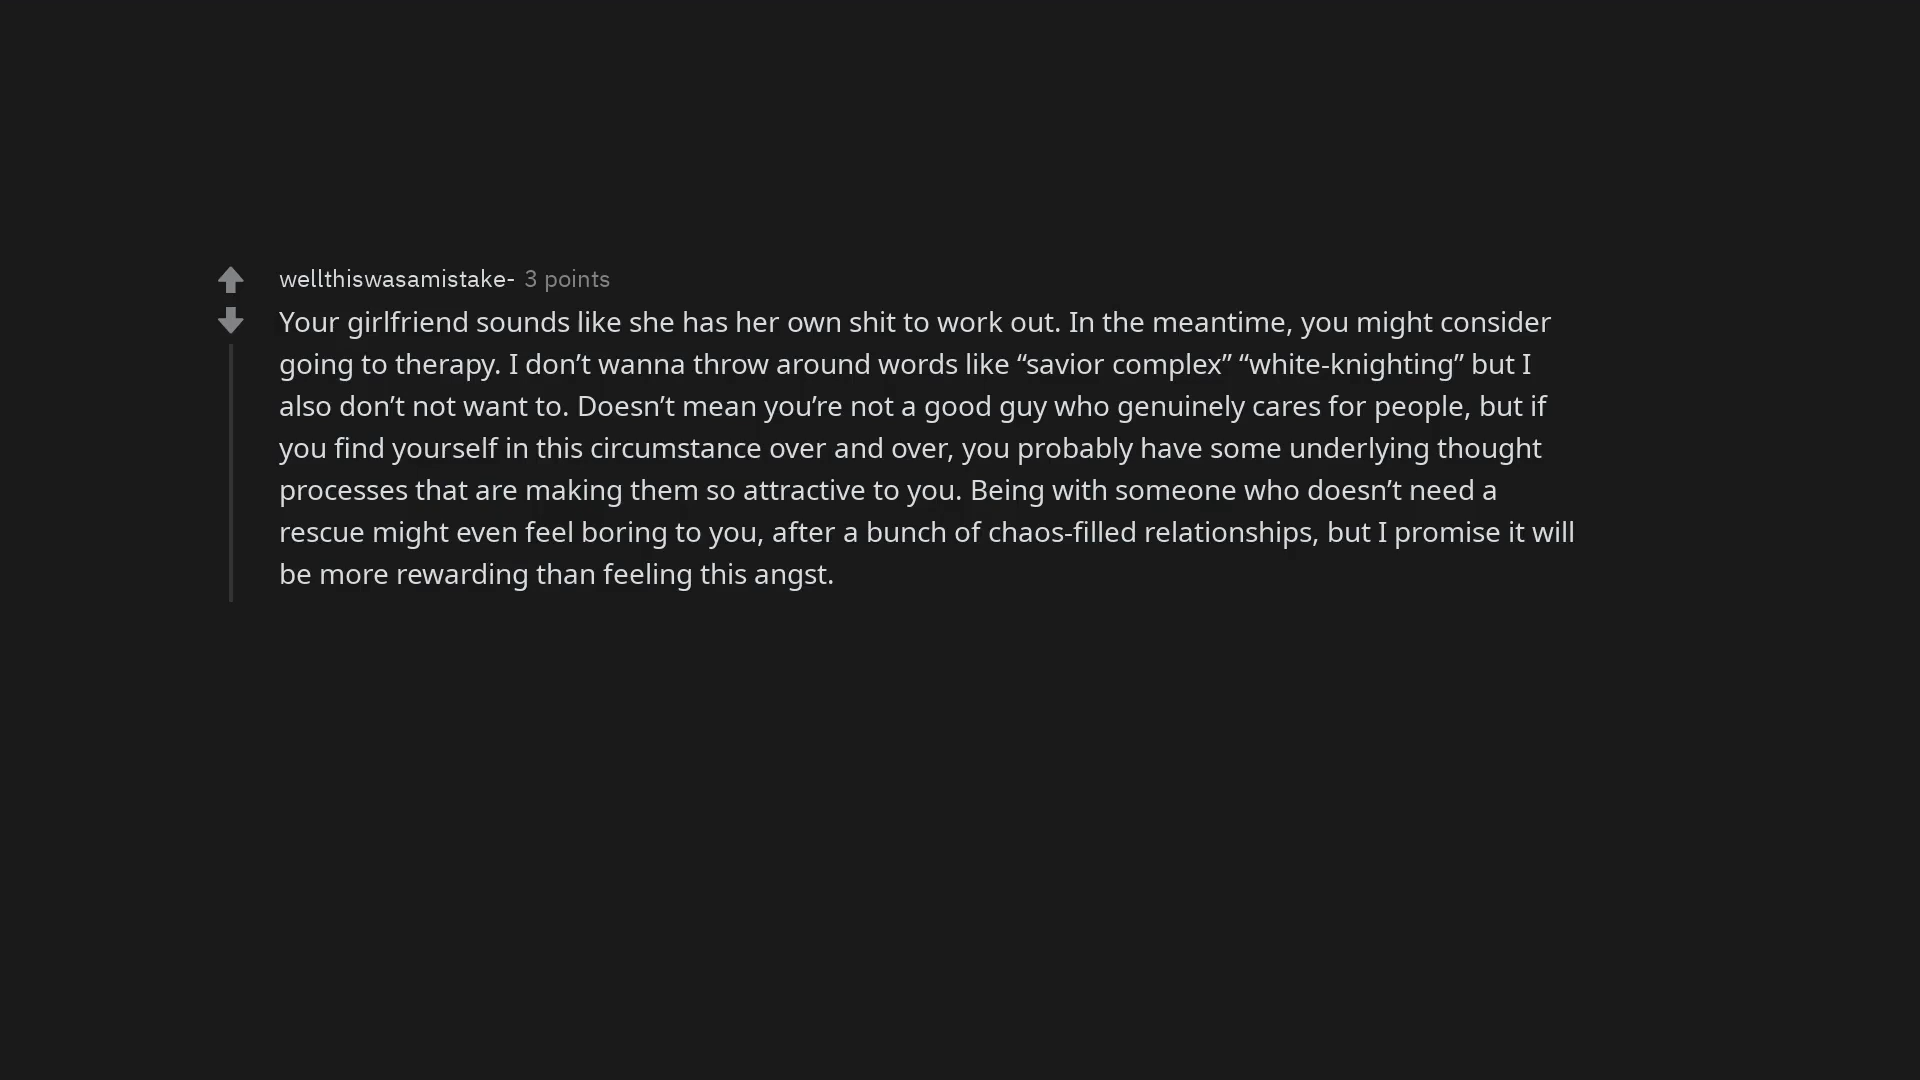 wellthiswasamistake- 3 points
Your girlfriend sounds like she has her own shit to work out. In the meantime, you might consider
going to therapy. I don’t wanna throw around words like “savior complex” “white-knighting” but I
also don’t not want to. Doesn’t mean you’re not a good guy who genuinely cares for people, but if
you find yourself in this circumstance over and over, you probably have some underlying thought
processes that are making them so attractive to you. Being with someone who doesn’t need a
rescue might even feel boring to you, after a bunch of chaos-filled relationships, but I promise it will
be more rewarding than feeling this angst.